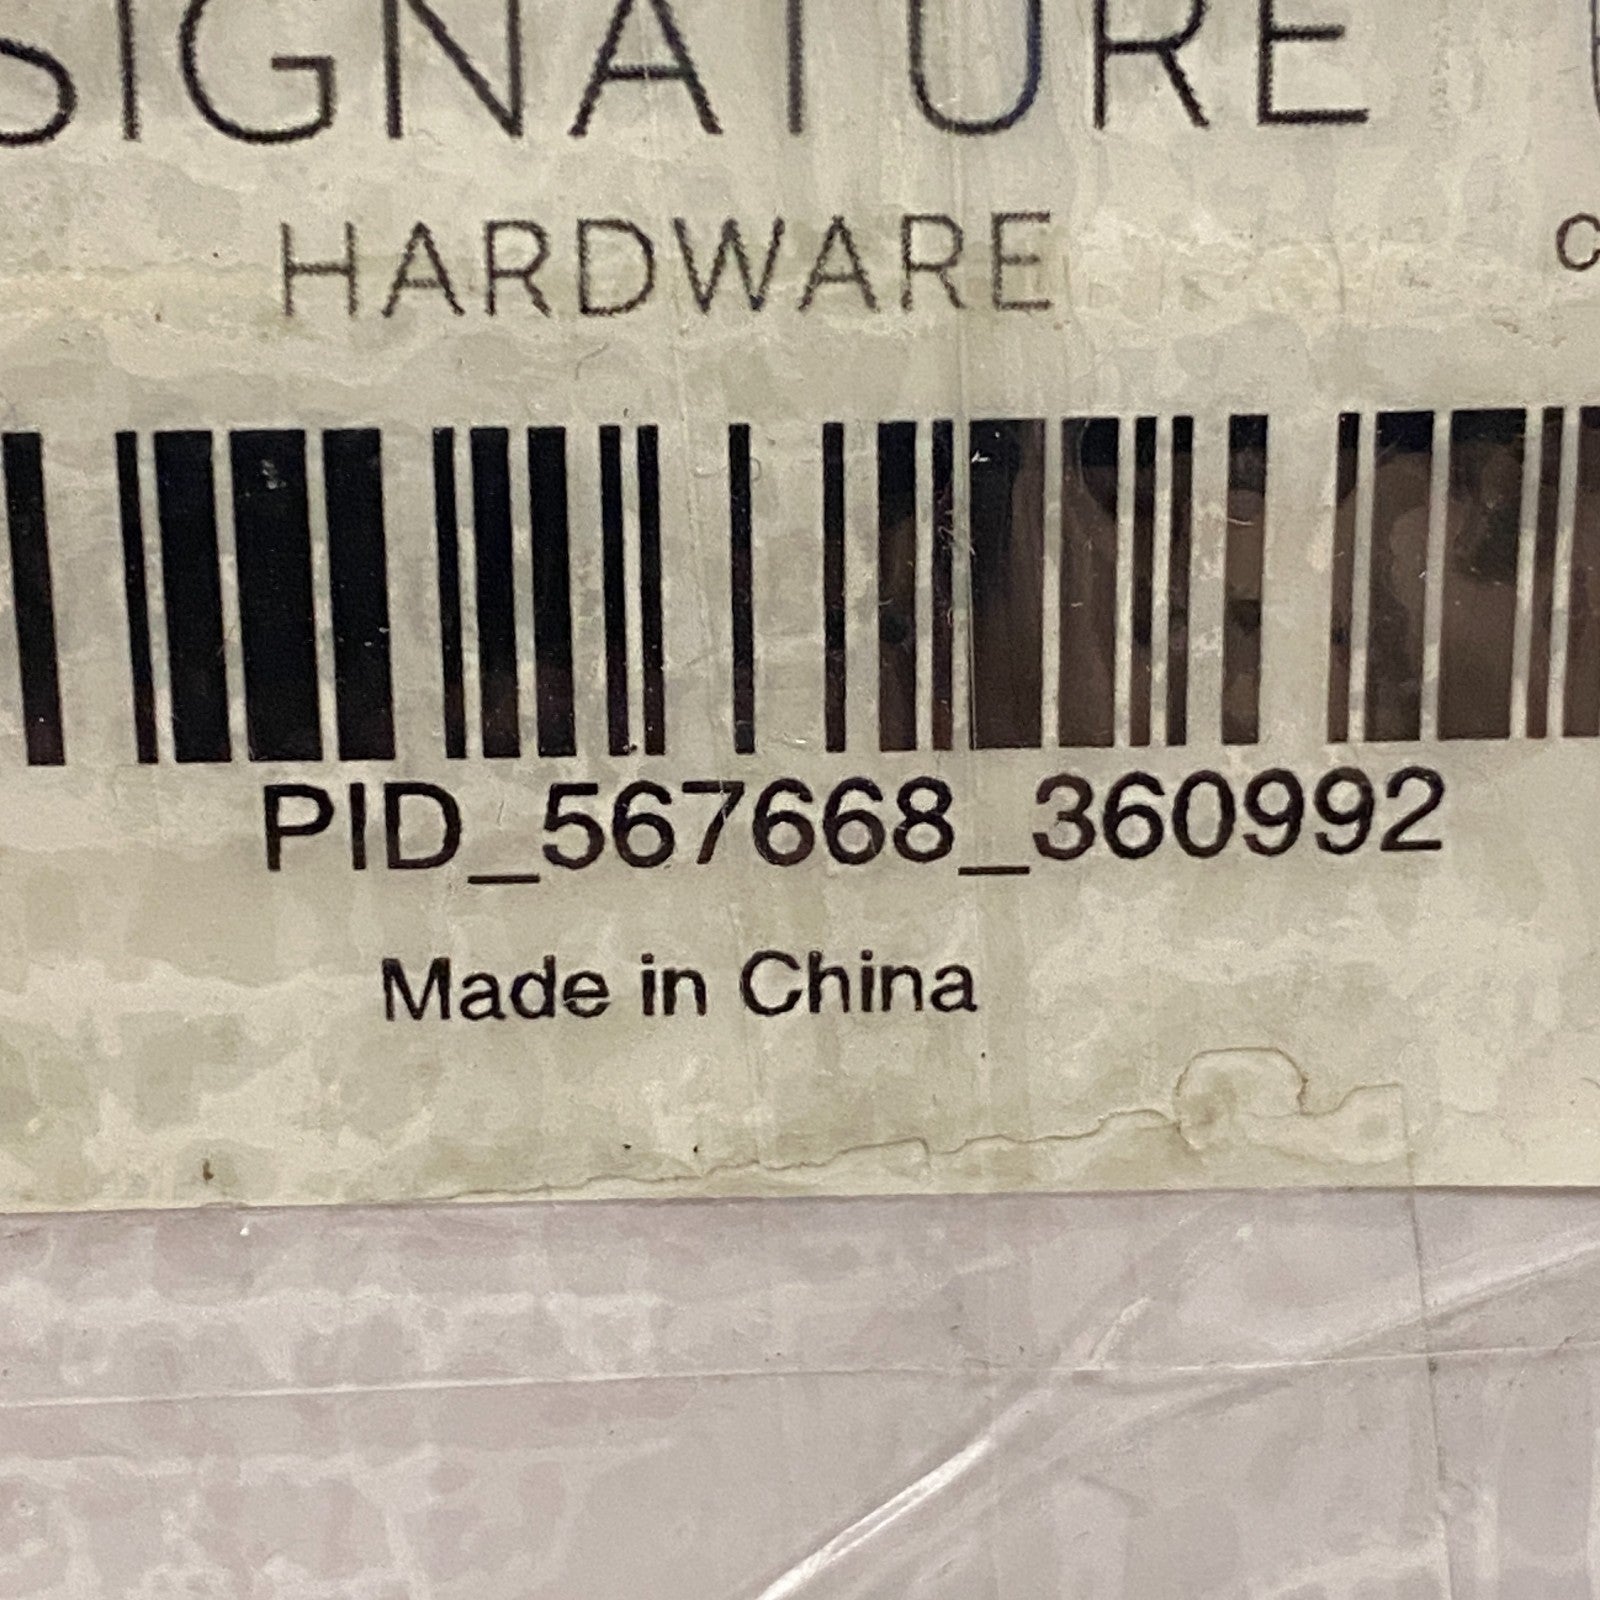 SIGNATURE
HARDWARE
PID_567668_360992
Made in China